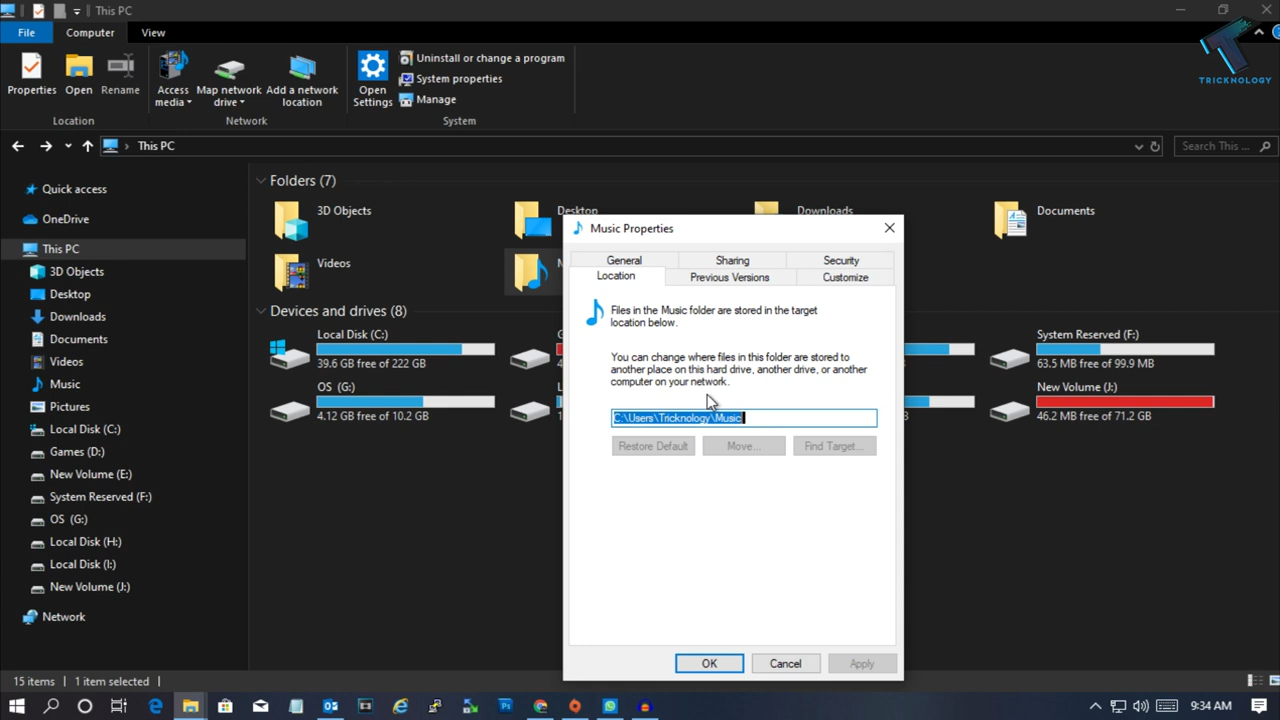 This PC
File
Computer
View
TRICKNOLOGY
Properties
Open
Rename
Access media
Map network drive
Add a network location
Open Settings
Uninstall or change a program
System properties
Manage
Location
Network
System
This PC
Search This ...
Quick access
OneDrive
This PC
3D Objects
Desktop
Downloads
Documents
Videos
Music
Pictures
Local Disk (C:)
Games (D:)
New Volume (E:)
System Reserved (F:)
OS (G:)
Local Disk (H:)
Local Disk (I:)
New Volume (J:)
Network
Folders (7)
3D Objects
Desktop
Downloads
Documents
Videos
Devices and drives (8)
Local Disk (C:)
39.6 GB free of 222 GB
System Reserved (F:)
63.5 MB free of 99.9 MB
OS (G:)
4.12 GB free of 10.2 GB
New Volume (J:)
46.2 MB free of 71.2 GB
Music Properties
General
Sharing
Security
Location
Previous Versions
Customize
Files in the Music folder are stored in the target
location below.
You can change where files in this folder are stored to
another place on this hard drive, another drive, or another
computer on your network.
C:\Users\Tricknology\Music
Restore Default
Move...
Find Target...
OK
Cancel
Apply
15 items
1 item selected
9:34 AM